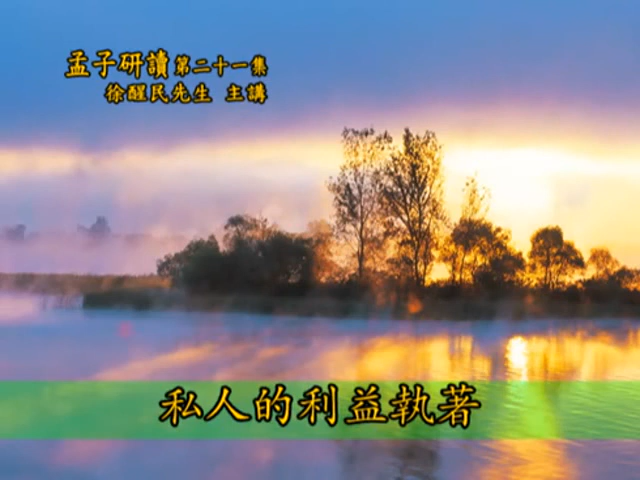 孟子研讀 第二十一集
徐醒民先生 主講
私人的利益執著